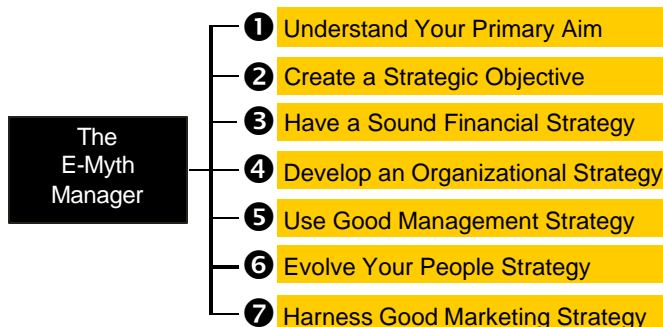 The
E-Myth
Manager
❶ Understand Your Primary Aim
❷ Create a Strategic Objective
❸ Have a Sound Financial Strategy
❹ Develop an Organizational Strategy
❺ Use Good Management Strategy
❻ Evolve Your People Strategy
❼ Harness Good Marketing Strategy